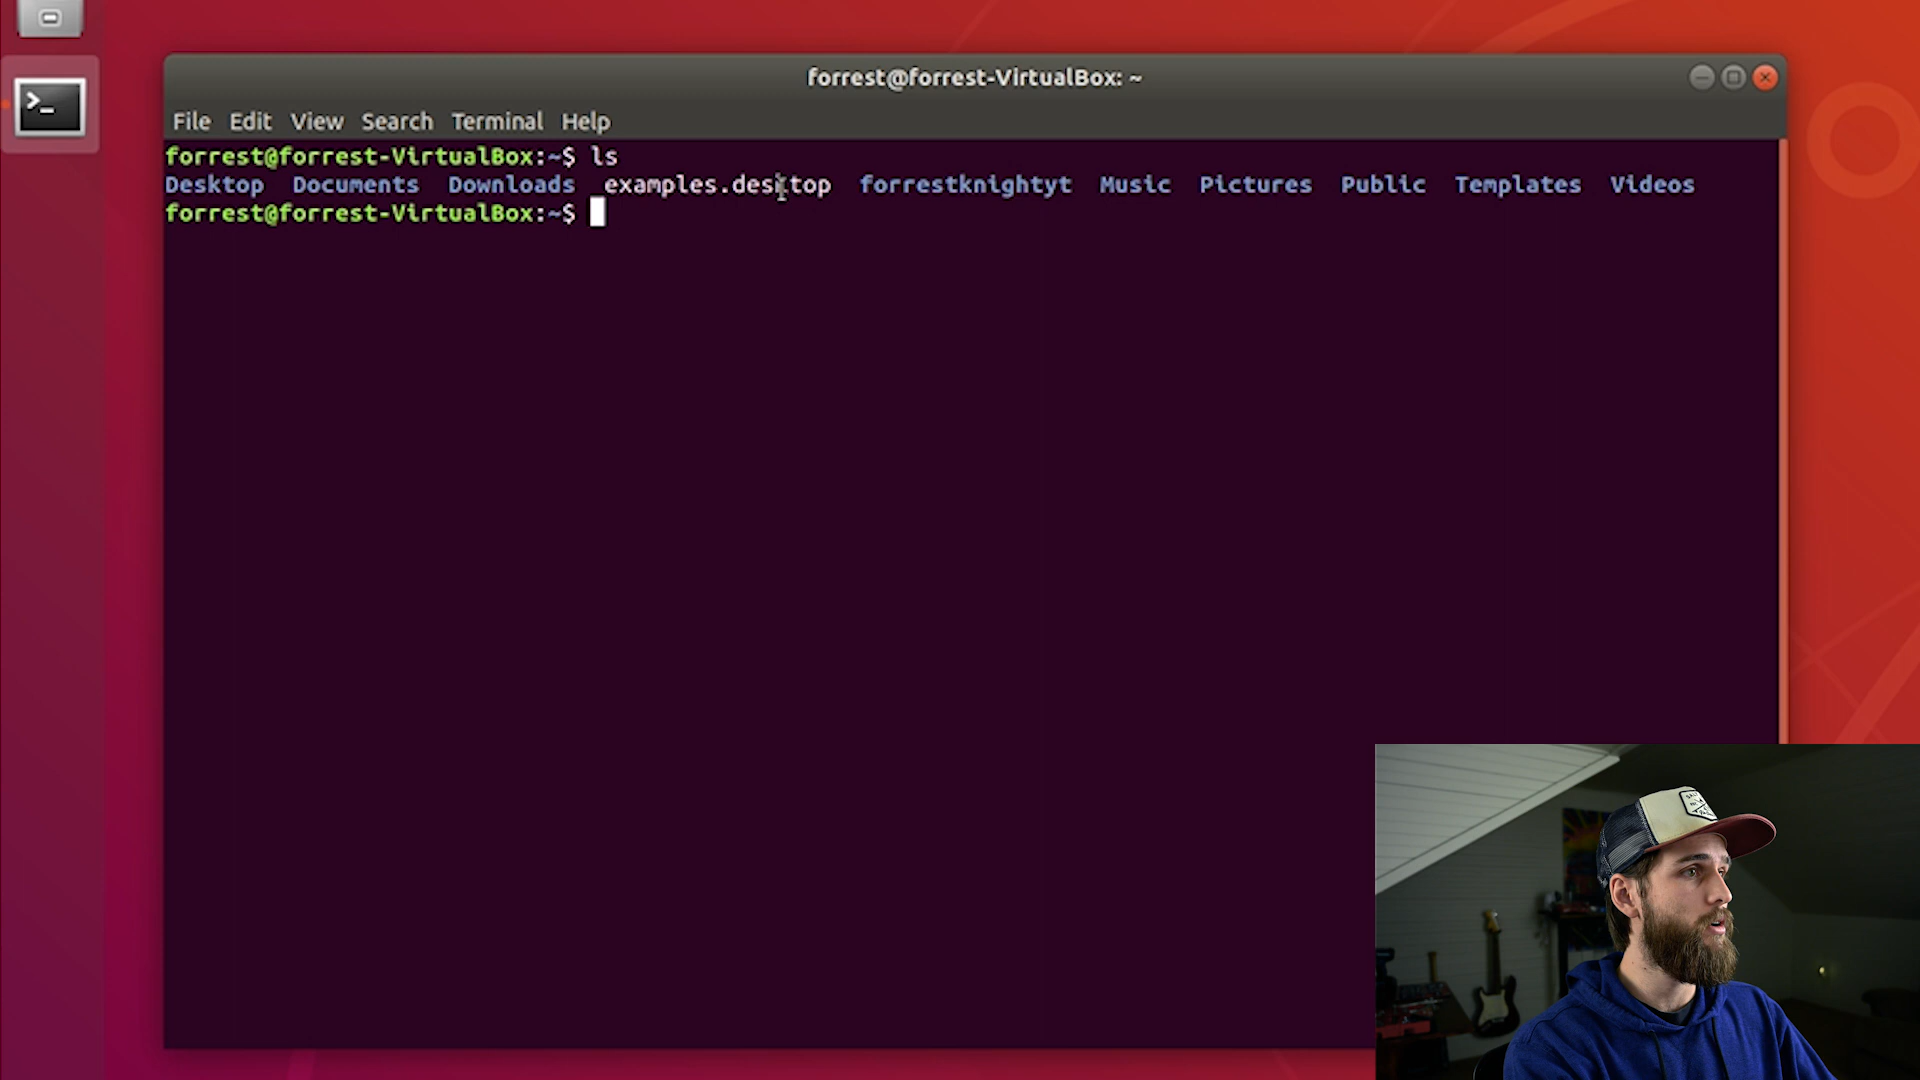 forrest@forrest-VirtualBox: ~
File Edit View Search Terminal Help
forrest@forrest-VirtualBox:~$ ls
Desktop Documents Downloads examples.desktop forrestknightyt Music Pictures Public Templates Videos
forrest@forrest-VirtualBox:~$